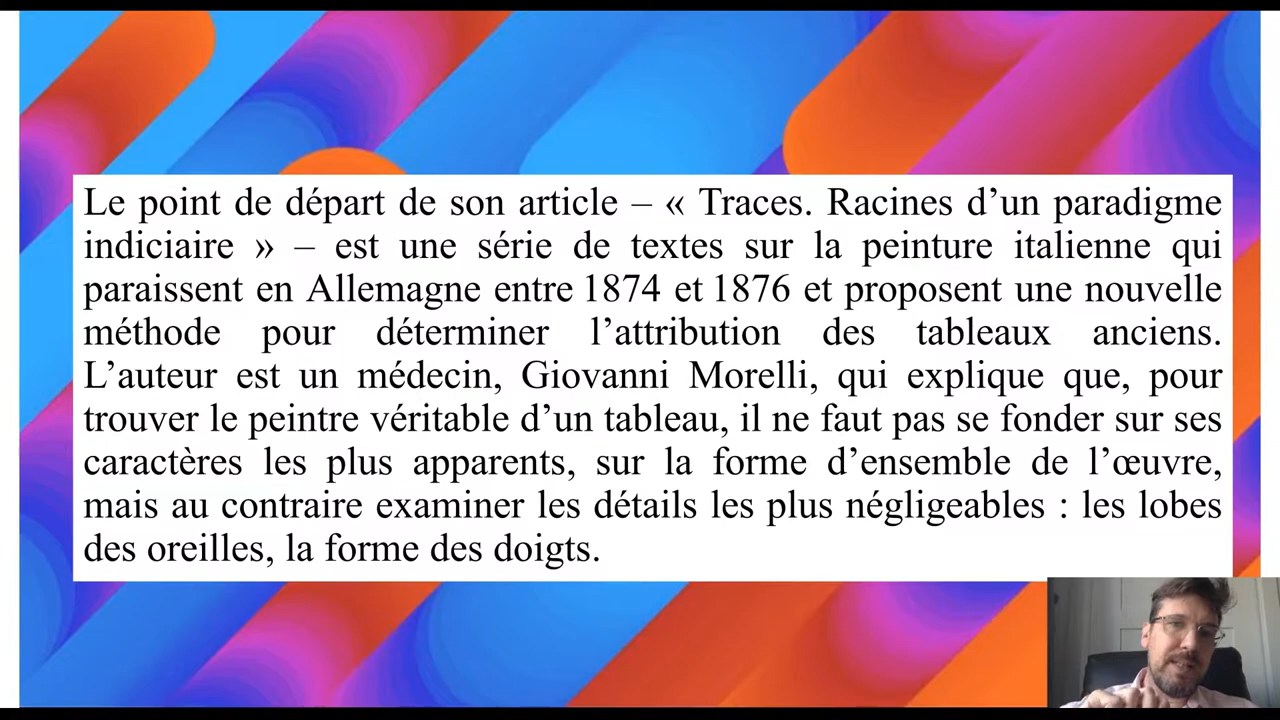 Le point de départ de son article – « Traces. Racines d’un paradigme
indiciaire » – est une série de textes sur la peinture italienne qui
paraissent en Allemagne entre 1874 et 1876 et proposent une nouvelle
méthode pour déterminer l’attribution des tableaux anciens.
L’auteur est un médecin, Giovanni Morelli, qui explique que, pour
trouver le peintre véritable d’un tableau, il ne faut pas se fonder sur ses
caractères les plus apparents, sur la forme d’ensemble de l’œuvre,
mais au contraire examiner les détails les plus négligeables : les lobes
des oreilles, la forme des doigts.